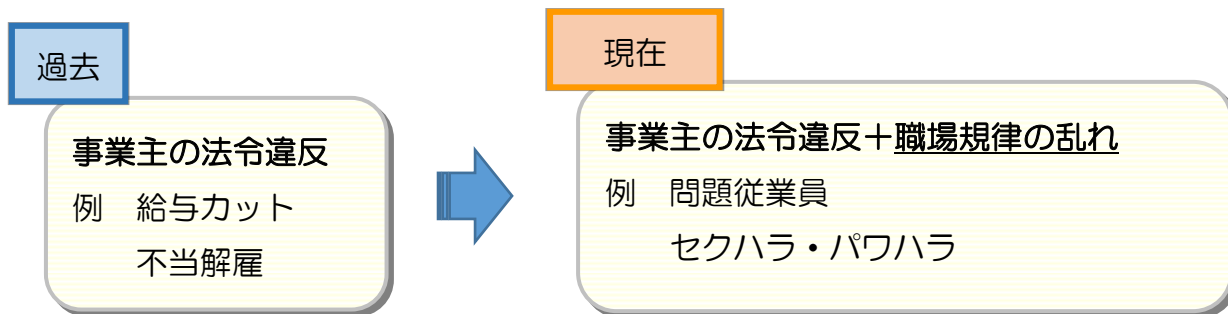 過去
事業主の法令違反
例　給与カット
不当解雇
現在
事業主の法令違反＋職場規律の乱れ
例　問題従業員
セクハラ・パワハラ